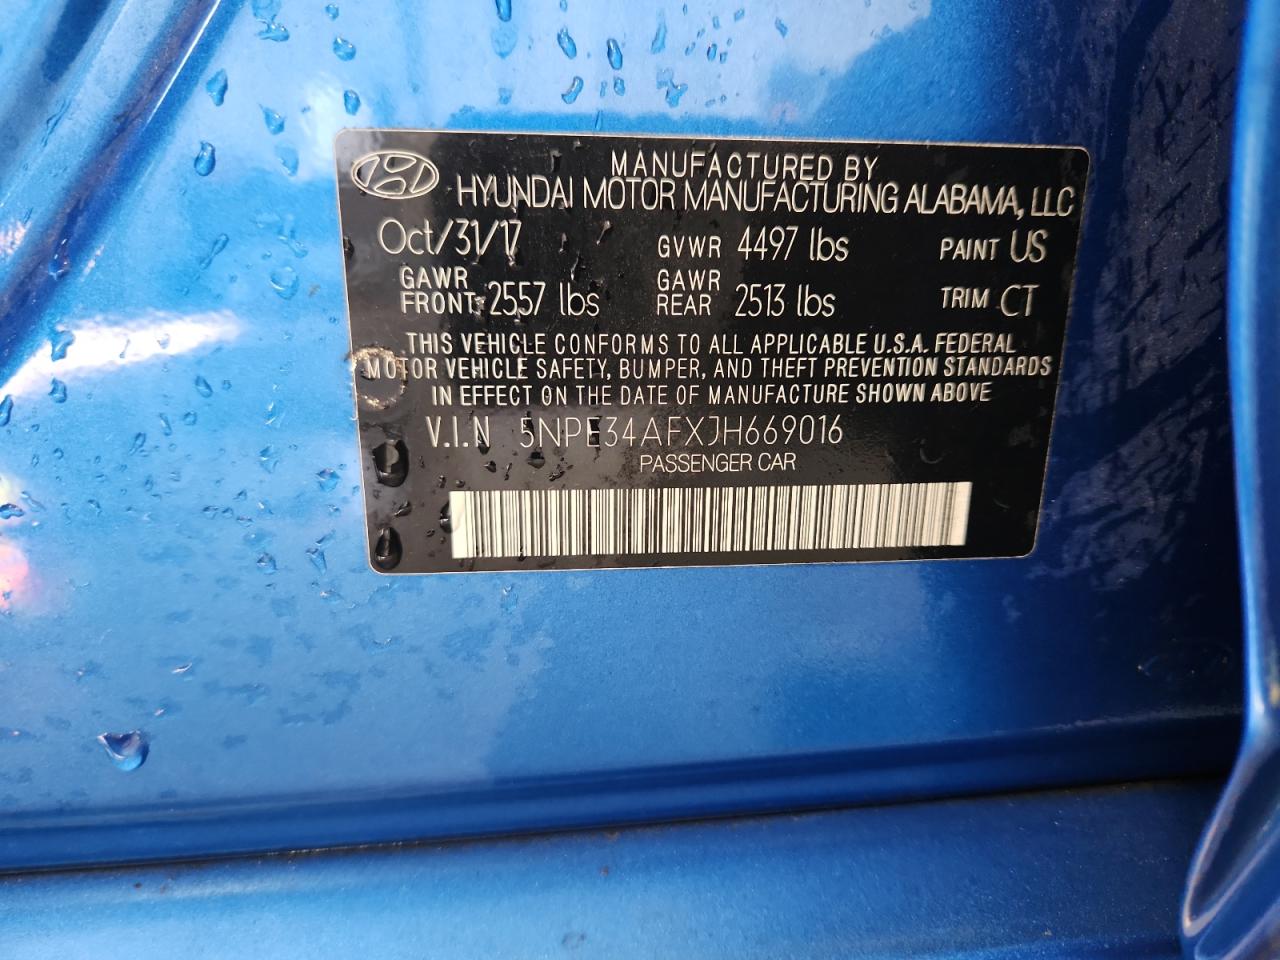 MANUFACTURED BY
HYUNDAI MOTOR MANUFACTURING ALABAMA, LLC
Oct/31/17 GVWR 4497 lbs PAINT US
GAWR FRONT 2557 lbs GAWR REAR 2513 lbs TRIM CT
THIS VEHICLE CONFORMS TO ALL APPLICABLE U.S.A. FEDERAL
MOTOR VEHICLE SAFETY, BUMPER, AND THEFT PREVENTION STANDARDS
IN EFFECT ON THE DATE OF MANUFACTURE SHOWN ABOVE
V.I.N 5NPE34AFXJH669016
PASSENGER CAR